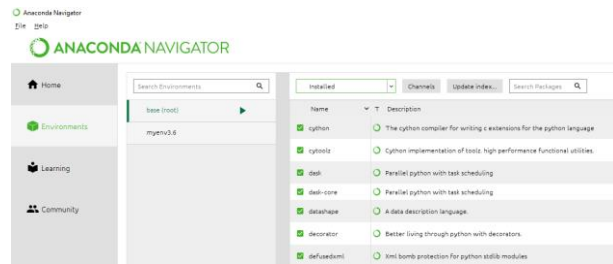 Anaconda Navigator
File Help
ANACONDA NAVIGATOR
Home
Environments
Learning
Community
Search Environments
base (root)
myenv3.6
Installed Channels Update index... Search Packages
Name T Description
cython The cython compiler for writing c extensions for the python language
cytoolz Cython implementation of toolz. high performance functional utilities.
dask Parallel python with task scheduling
dask-core Parallel python with task scheduling
datashape A data description language.
decorator Better living through python with decorators.
defusedxml Xml bomb protection for python stdlib modules